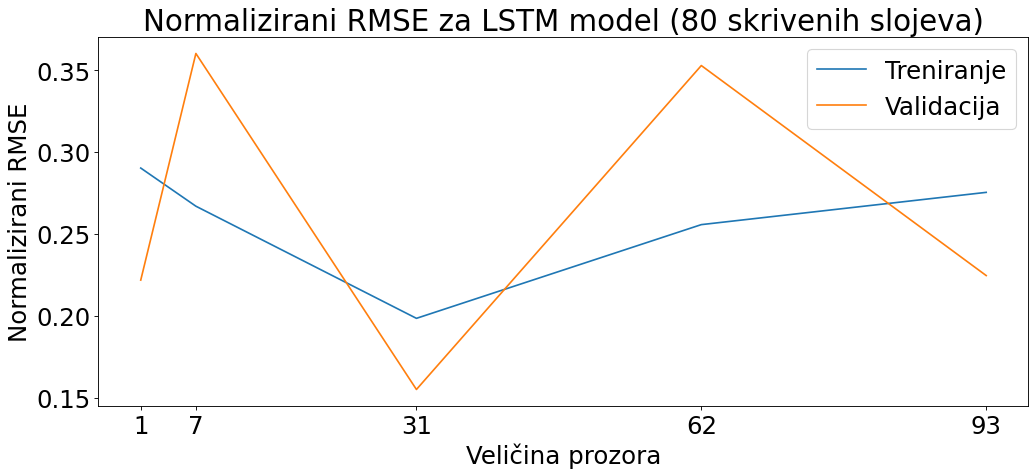 Normalizirani RMSE za LSTM model (80 skrivenih slojeva)
Treniranje
Validacija
Normalizirani RMSE
0.35
0.30
0.25
0.20
0.15
1 7 31 62 93
Veličina prozora